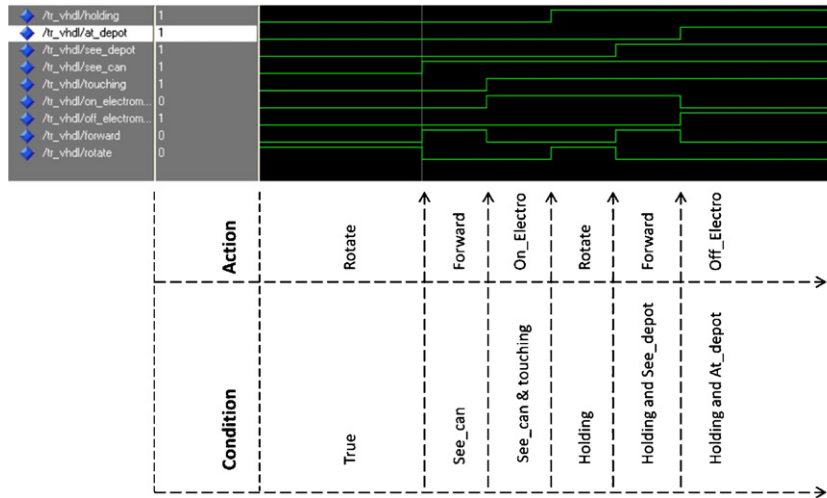 /tr_vhdl/holding 1
/tr_vhdl/at_depot 1
/tr_vhdl/see_depot 1
/tr_vhdl/see_can 1
/tr_vhdl/touching 1
/tr_vhdl/on_electrom... 0
/tr_vhdl/off_electrom... 1
/tr_vhdl/forward 0
/tr_vhdl/rotate 0
Action
Rotate
Forward
On_Electro
Rotate
Forward
Off_Electro
Condition
True
See_can
See_can & touching
Holding
Holding and See_depot
Holding and At_depot